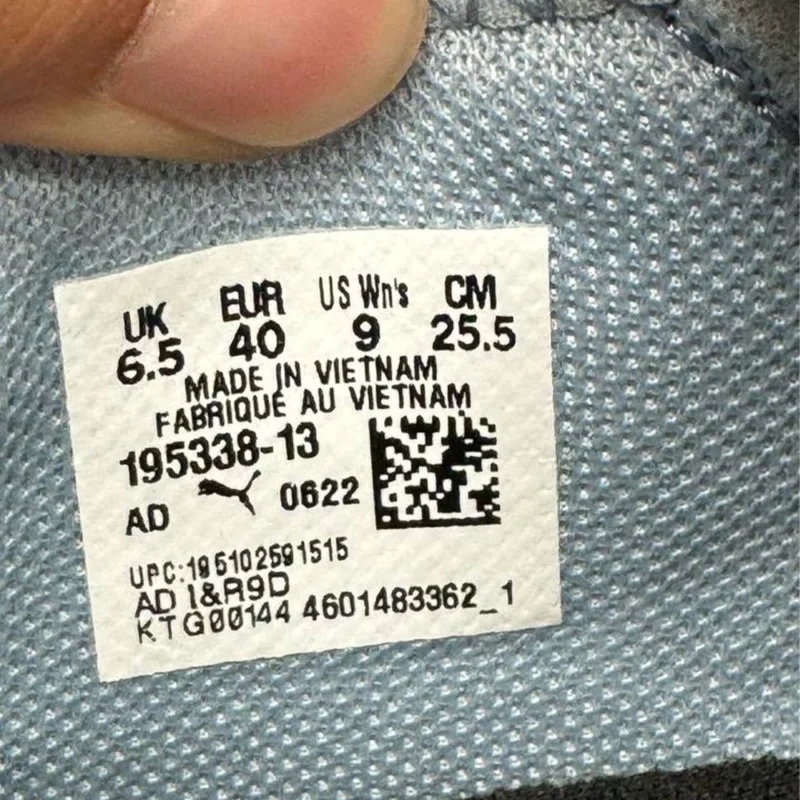 UK EUR US Wn's CM
6.5 40 9 25.5
MADE IN VIETNAM
FABRIQUÉ AU VIETNAM
195338-13
AD 0622
UPC:195102591515
AD I&R9D
KTG00144 4601483362_1